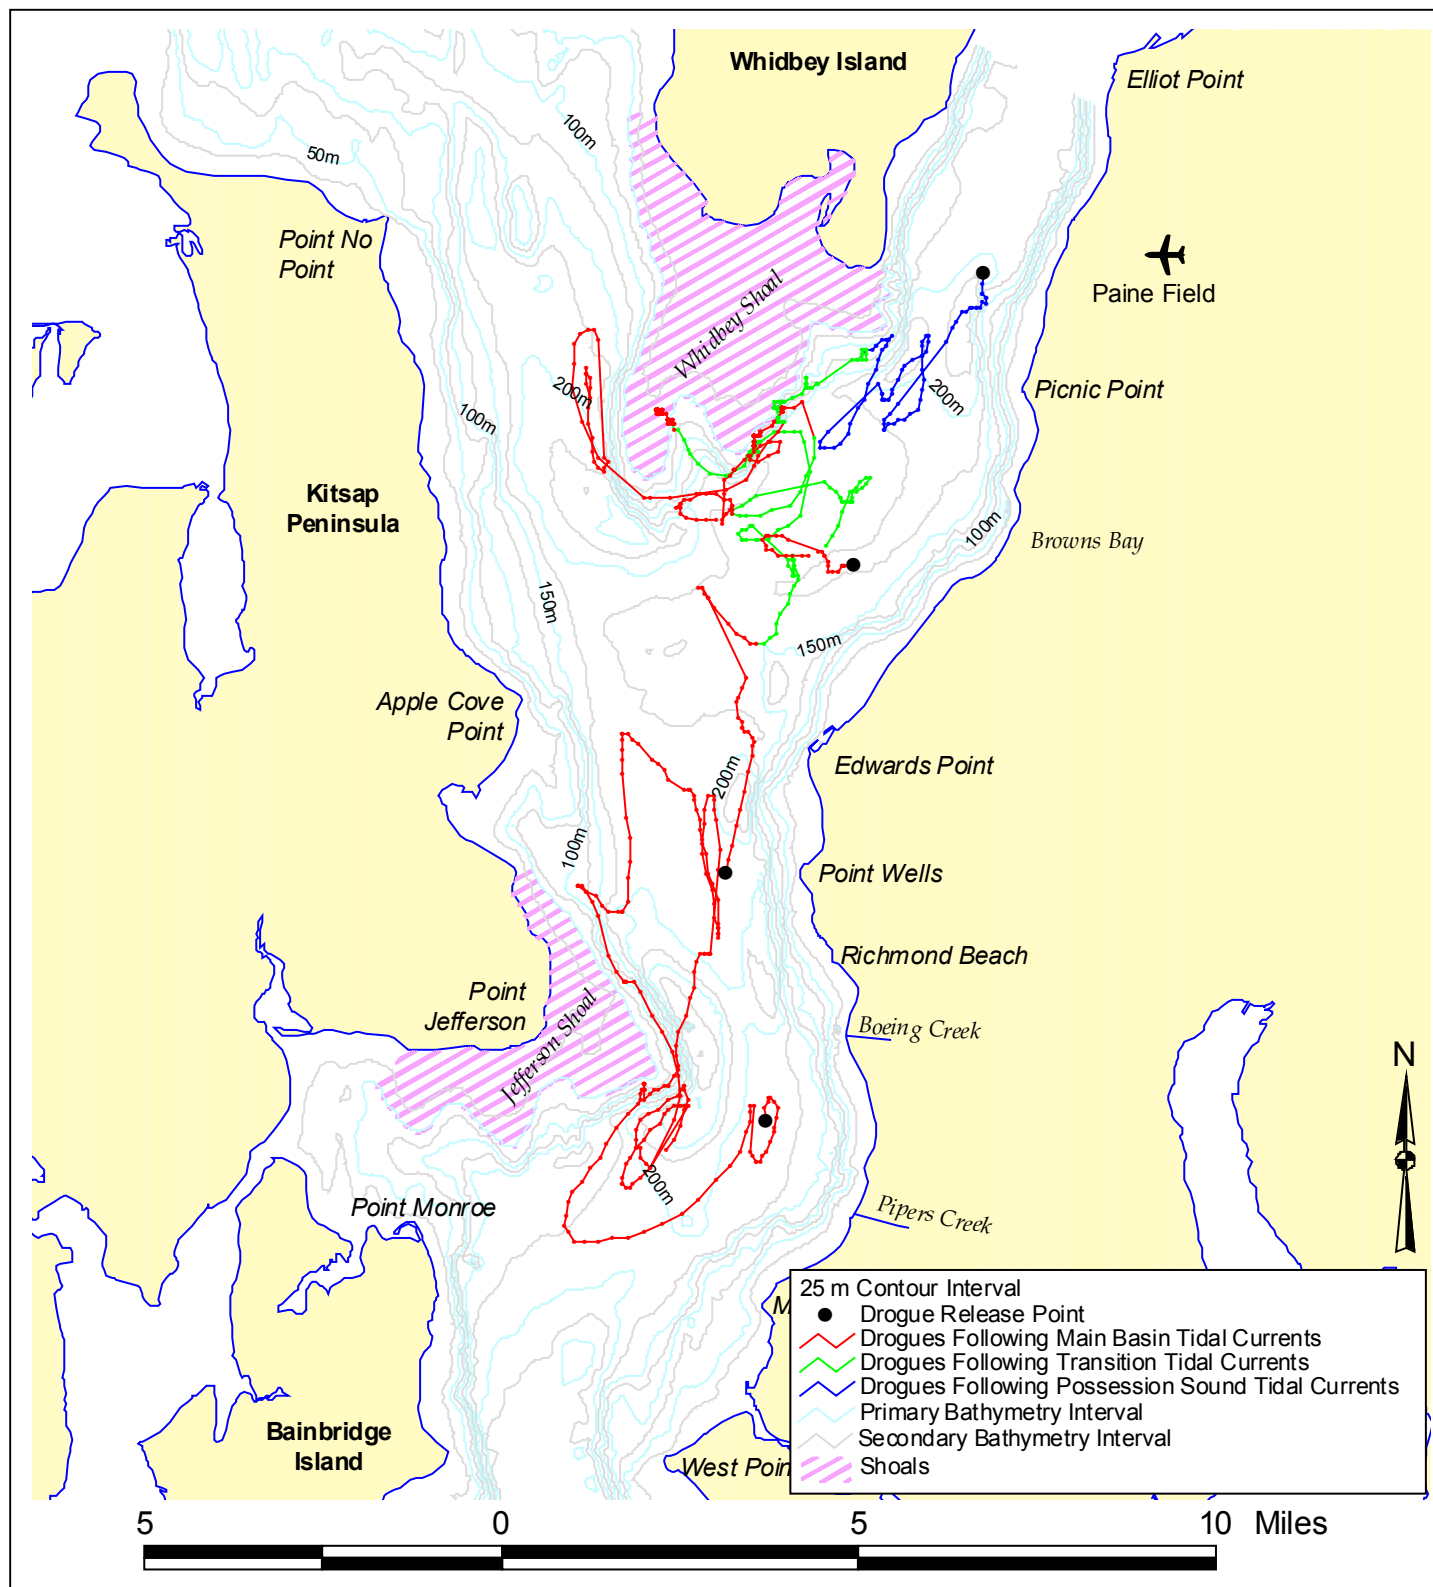 Whidbey Island
Elliot Point
100m
50m
Point No
Point
Paine Field
Whidbey Shoal
200m
100m
200m
Picnic Point
Kitsap
Peninsula
100m
Browns Bay
150m
150m
Apple Cove
Point
200m
Edwards Point
100m
Point Wells
Richmond Beach
Point
Jefferson
Jefferson Shoal
Boeing Creek
N
200m
Point Monroe
Pipers Creek
25 m Contour Interval
M
Drogue Release Point
Drogues Following Main Basin Tidal Currents
Drogues Following Transition Tidal Currents
Drogues Following Possession Sound Tidal Currents
Primary Bathymetry Interval
Secondary Bathymetry Interval
Shoals
Bainbridge
Island
West Poin
5 0 5 10 Miles